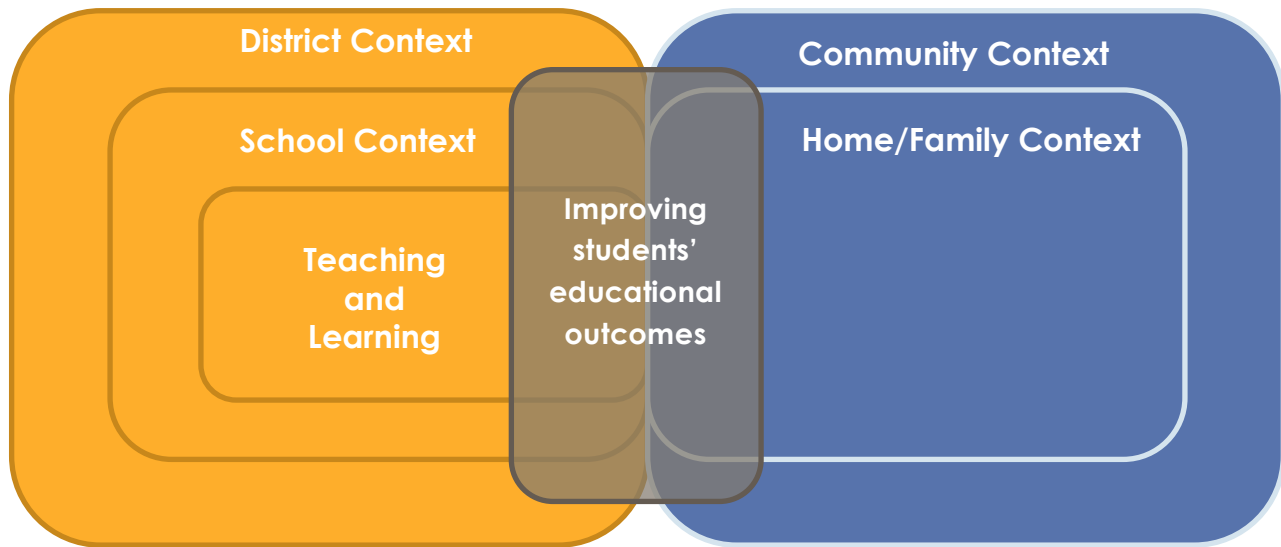 District Context
Community Context
School Context
Home/Family Context
Teaching
and
Learning
Improving
students’
educational
outcomes